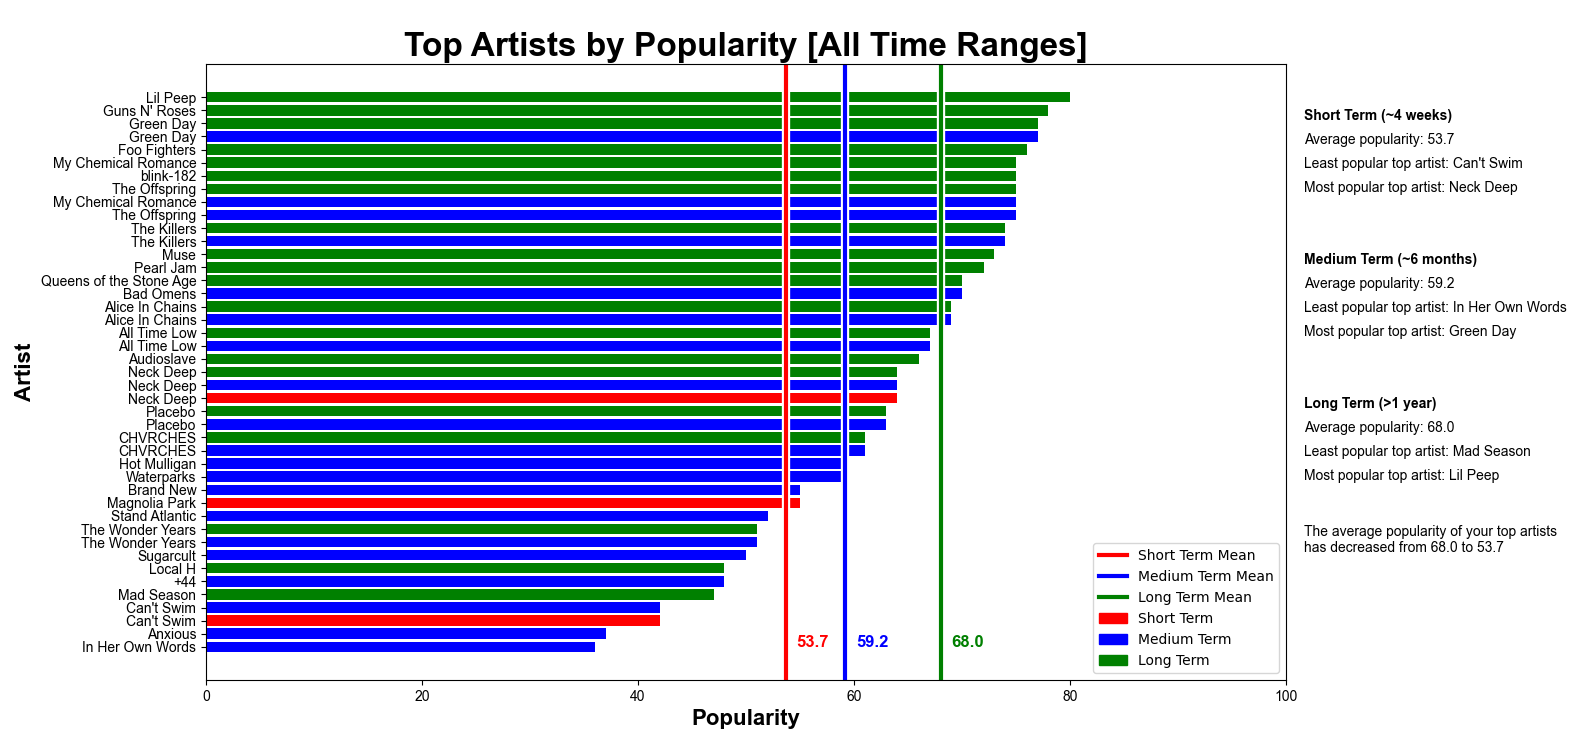 Top Artists by Popularity [All Time Ranges]
Artist
Lil Peep
Guns N' Roses
Green Day
Green Day
Foo Fighters
My Chemical Romance
blink-182
The Offspring
My Chemical Romance
The Offspring
The Killers
The Killers
Muse
Pearl Jam
Queens of the Stone Age
Bad Omens
Alice In Chains
Alice In Chains
All Time Low
All Time Low
Audioslave
Neck Deep
Neck Deep
Neck Deep
Placebo
Placebo
CHVRCHES
CHVRCHES
Hot Mulligan
Waterparks
Brand New
Magnolia Park
Stand Atlantic
The Wonder Years
The Wonder Years
Sugarcult
Local H
+44
Mad Season
Can't Swim
Can't Swim
Anxious
In Her Own Words
53.7
59.2
68.0
0
20
40
60
80
100
Popularity
Short Term Mean
Medium Term Mean
Long Term Mean
Short Term
Medium Term
Long Term
Short Term (~4 weeks)
Average popularity: 53.7
Least popular top artist: Can't Swim
Most popular top artist: Neck Deep
Medium Term (~6 months)
Average popularity: 59.2
Least popular top artist: In Her Own Words
Most popular top artist: Green Day
Long Term (>1 year)
Average popularity: 68.0
Least popular top artist: Mad Season
Most popular top artist: Lil Peep
The average popularity of your top artists
has decreased from 68.0 to 53.7